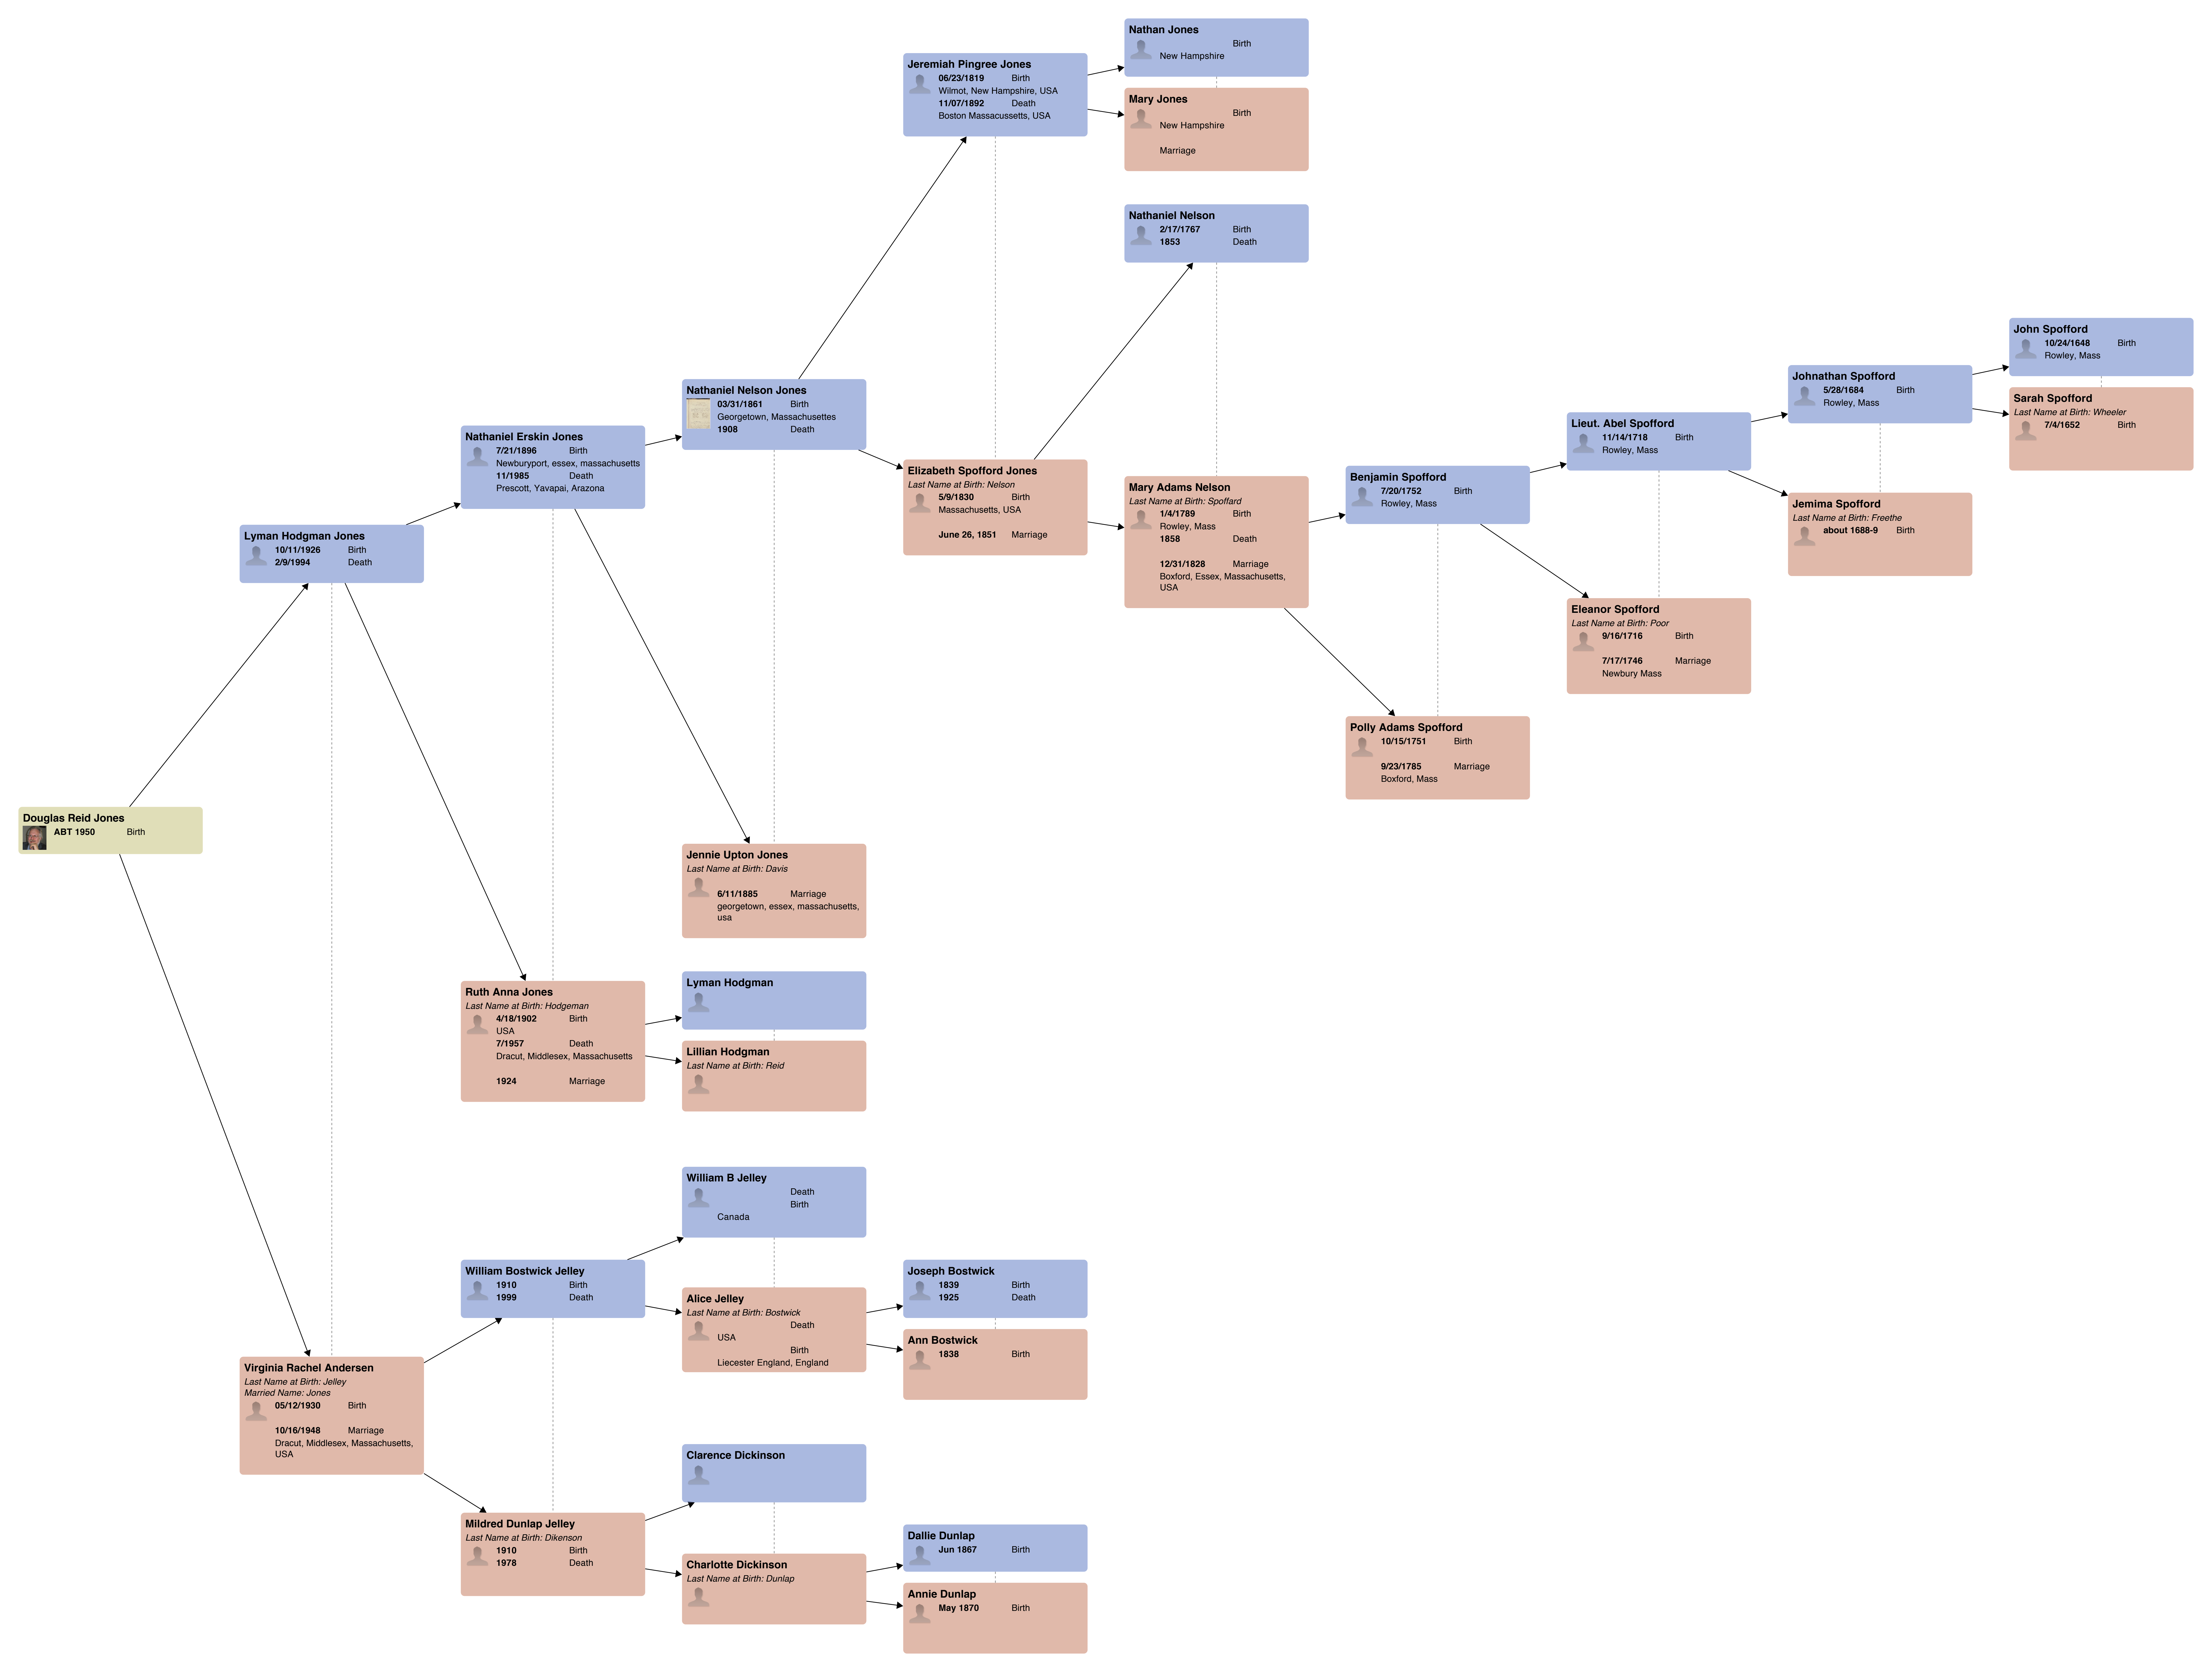 Nathan Jones
Birth
New Hampshire
Jeremiah Pingree Jones
06/23/1819 Birth
Wilmot, New Hampshire, USA
11/07/1892 Death
Boston Massacussetts, USA
Mary Jones
Birth
New Hampshire
Marriage
Nathaniel Nelson
2/17/1767 Birth
1853 Death
John Spofford
10/24/1648 Birth
Rowley, Mass
Johnathan Spofford
5/28/1684 Birth
Rowley, Mass
Sarah Spofford
Last Name at Birth: Wheeler
7/4/1652 Birth
Nathaniel Nelson Jones
03/31/1861 Birth
Georgetown, Massachusettes
1908 Death
Lieut. Abel Spofford
11/14/1718 Birth
Rowley, Mass
Nathaniel Erskin Jones
7/21/1896 Birth
Newburyport, essex, massachusetts
11/1985 Death
Prescott, Yavapai, Arazona
Elizabeth Spofford Jones
Last Name at Birth: Nelson
5/9/1830 Birth
Massachusetts, USA
June 26, 1851 Marriage
Mary Adams Nelson
Last Name at Birth: Spoffard
1/4/1789 Birth
Rowley, Mass
1858 Death
12/31/1828 Marriage
Boxford, Essex, Massachusetts,
USA
Benjamin Spofford
7/20/1752 Birth
Rowley, Mass
Jemima Spofford
Last Name at Birth: Freethe
about 1688-9 Birth
Lyman Hodgman Jones
10/11/1926 Birth
2/9/1994 Death
Eleanor Spofford
Last Name at Birth: Poor
9/16/1716 Birth
7/17/1746 Marriage
Newbury Mass
Polly Adams Spofford
10/15/1751 Birth
9/23/1785 Marriage
Boxford, Mass
Douglas Reid Jones
ABT 1950 Birth
Jennie Upton Jones
Last Name at Birth: Davis
6/11/1885 Marriage
georgetown, essex, massachusetts,
usa
Ruth Anna Jones
Last Name at Birth: Hodgeman
4/18/1902 Birth
USA
7/1957 Death
Dracut, Middlesex, Massachusetts
1924 Marriage
Lyman Hodgman
Lillian Hodgman
Last Name at Birth: Reid
William B Jelley
Death
Birth
Canada
William Bostwick Jelley
1910 Birth
1999 Death
Alice Jelley
Last Name at Birth: Bostwick
Death
USA
Birth
Liecester England, England
Joseph Bostwick
1839 Birth
1925 Death
Ann Bostwick
1838 Birth
Virginia Rachel Andersen
Last Name at Birth: Jelley
Married Name: Jones
05/12/1930 Birth
10/16/1948 Marriage
Dracut, Middlesex, Massachusetts,
USA
Clarence Dickinson
Mildred Dunlap Jelley
Last Name at Birth: Dikenson
1910 Birth
1978 Death
Charlotte Dickinson
Last Name at Birth: Dunlap
Dallie Dunlap
Jun 1867 Birth
Annie Dunlap
May 1870 Birth